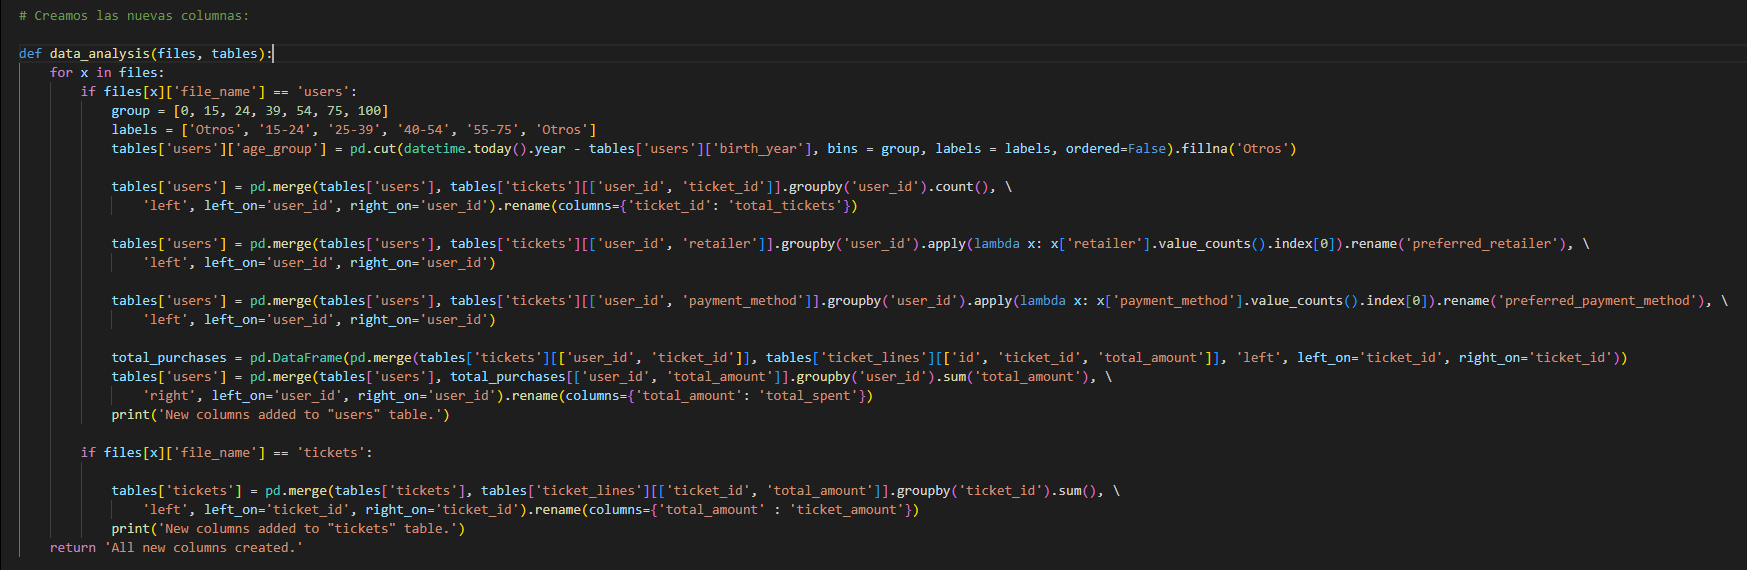 # Creamos las nuevas columnas:
def data_analysis(files, tables):
    for x in files:
        if files[x]['file_name'] == 'users':
            group = [0, 15, 24, 39, 54, 75, 100]
            labels = ['Otros', '15-24', '25-39', '40-54', '55-75', 'Otros']
            tables['users']['age_group'] = pd.cut(datetime.today().year - tables['users']['birth_year'], bins = group, labels = labels, ordered=False).fillna('Otros')
            tables['users'] = pd.merge(tables['users'], tables['tickets'][['user_id', 'ticket_id']].groupby('user_id').count(), \
                'left', left_on='user_id', right_on='user_id').rename(columns={'ticket_id': 'total_tickets'})
            tables['users'] = pd.merge(tables['users'], tables['tickets'][['user_id', 'retailer']].groupby('user_id').apply(lambda x: x['retailer'].value_counts().index[0]).rename('preferred_retailer'), \
                'left', left_on='user_id', right_on='user_id')
            tables['users'] = pd.merge(tables['users'], tables['tickets'][['user_id', 'payment_method']].groupby('user_id').apply(lambda x: x['payment_method'].value_counts().index[0]).rename('preferred_payment_method'), \
                'left', left_on='user_id', right_on='user_id')
            total_purchases = pd.DataFrame(pd.merge(tables['tickets'][['user_id', 'ticket_id']], tables['ticket_lines'][['id', 'ticket_id', 'total_amount']], 'left', left_on='ticket_id', right_on='ticket_id'))
            tables['users'] = pd.merge(tables['users'], total_purchases[['user_id', 'total_amount']].groupby('user_id').sum('total_amount'), \
                'right', left_on='user_id', right_on='user_id').rename(columns={'total_amount': 'total_spent'})
            print('New columns added to "users" table.')
        if files[x]['file_name'] == 'tickets':
            tables['tickets'] = pd.merge(tables['tickets'], tables['ticket_lines'][['ticket_id', 'total_amount']].groupby('ticket_id').sum(), \
                'left', left_on='ticket_id', right_on='ticket_id').rename(columns={'total_amount' : 'ticket_amount'})
            print('New columns added to "tickets" table.')
    return 'All new columns created.'